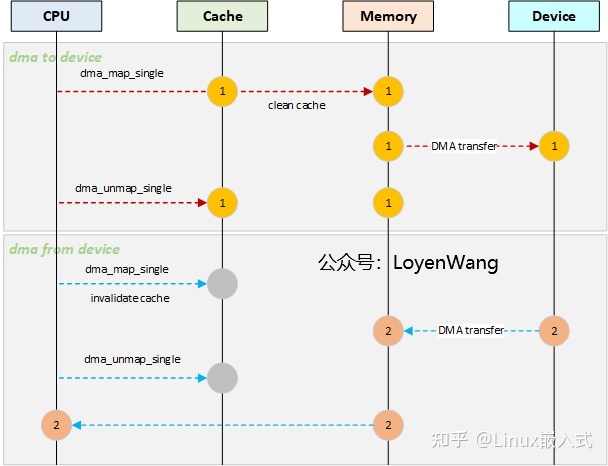 CPU
Cache
Memory
Device
dma to device
dma_map_single
1
1
clean cache
1
DMA transfer
1
dma_unmap_single
1
1
dma from device
公众号：LoyenWang
dma_map_single
invalidate cache
2
DMA transfer
2
dma_unmap_single
2
2
知乎 @Linux嵌入式